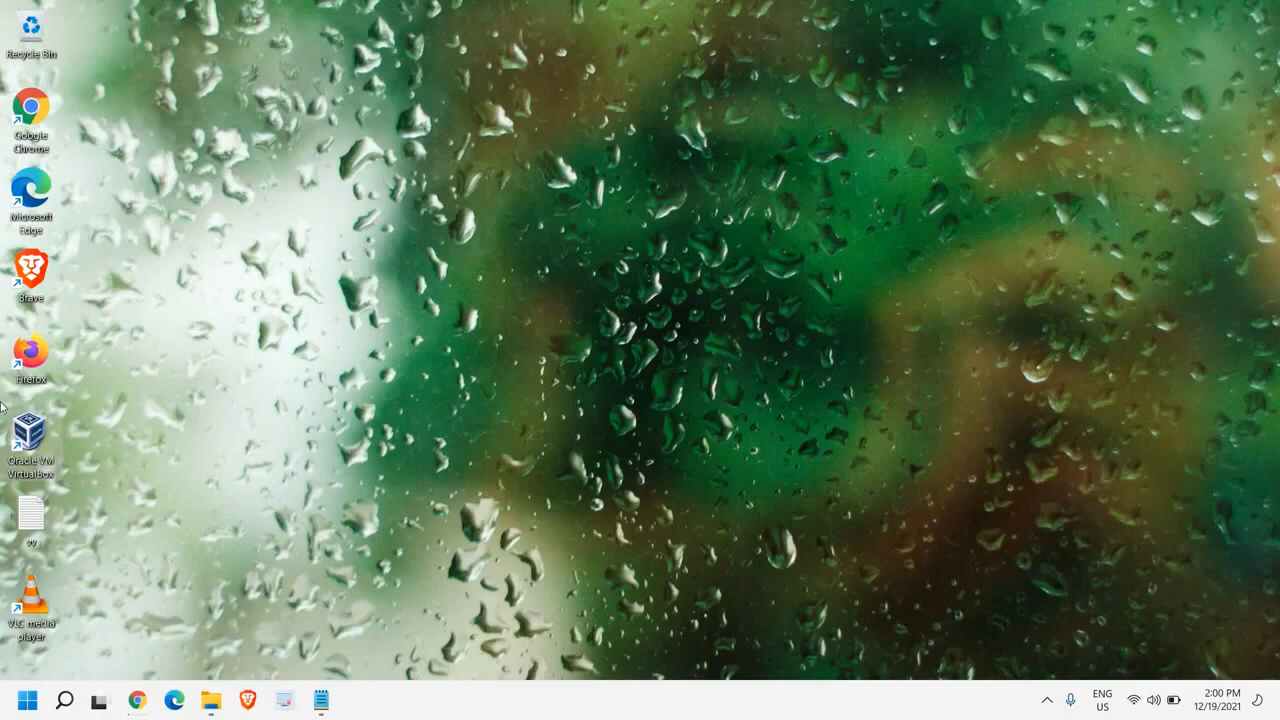 Recycle Bin
Google
Chrome
Microsoft
Edge
Brave
Firefox
Oracle VM
VirtualBox
vv
VLC media
player
ENG
US
2:00 PM
12/19/2021